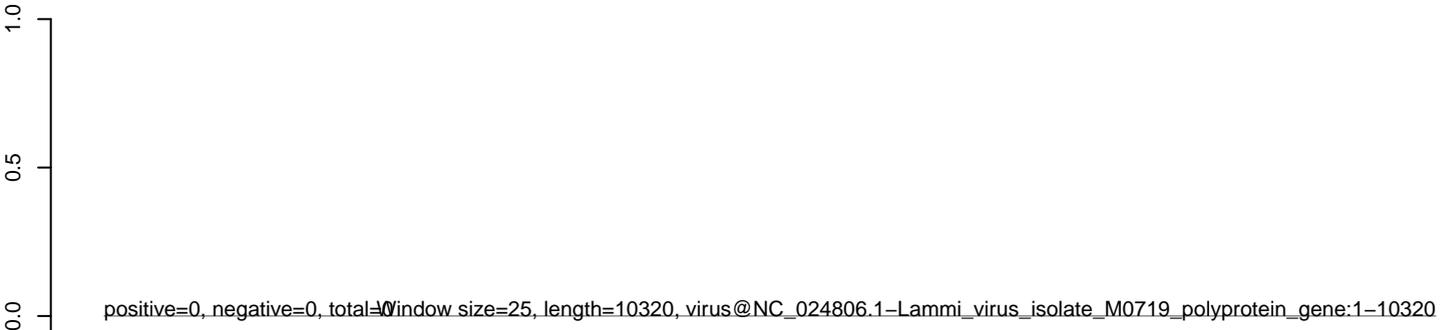 1.0
0.5
0.0
positive=0, negative=0, total=0
Window size=25, length=10320, virus@NC_024806.1−Lammi_virus_isolate_M0719_polyprotein_gene:1−10320